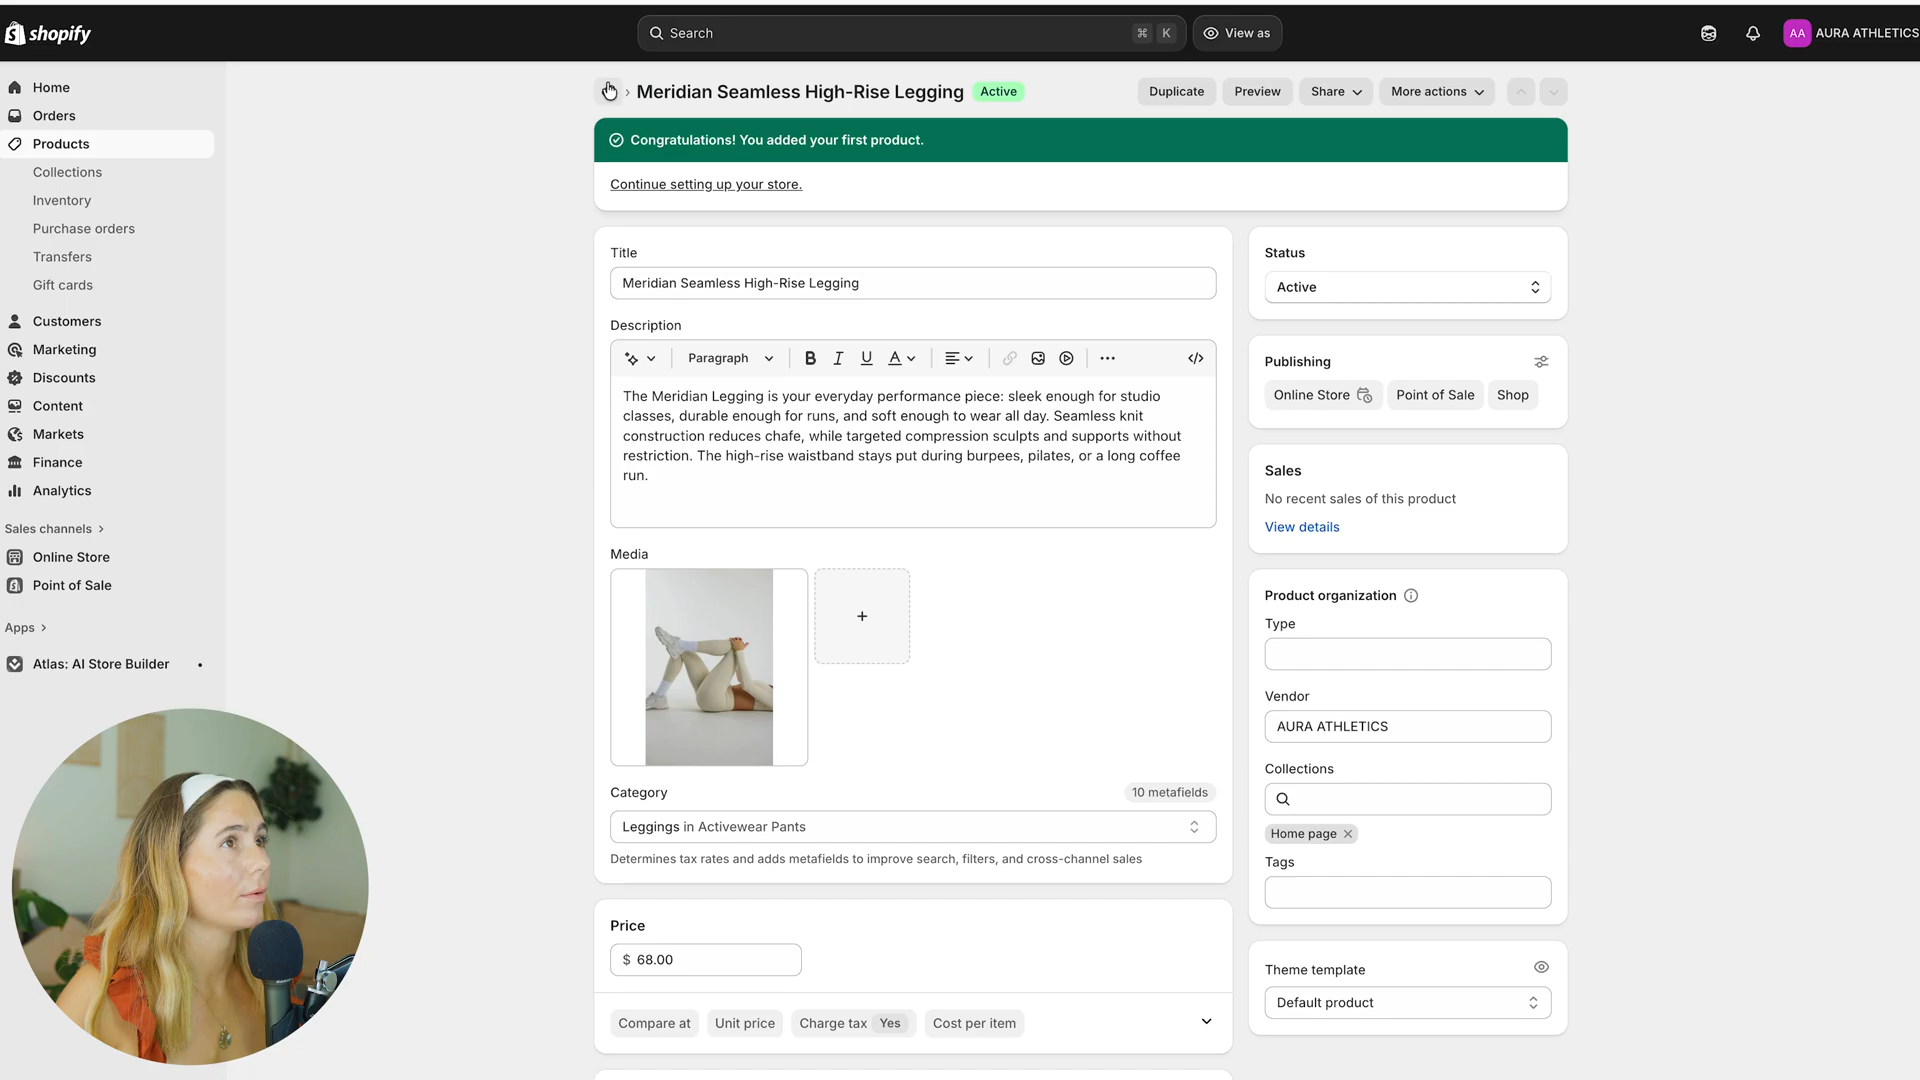 shopify
Search
⌘ K
View as
AA
AURA ATHLETICS
Home
Orders
Products
Collections
Inventory
Purchase orders
Transfers
Gift cards
Customers
Marketing
Discounts
Content
Markets
Finance
Analytics
Sales channels
Online Store
Point of Sale
Apps
Atlas: AI Store Builder
Meridian Seamless High-Rise Legging
Active
Duplicate
Preview
Share
More actions
Congratulations! You added your first product.
Continue setting up your store.
Title
Meridian Seamless High-Rise Legging
Description
Paragraph
B I U A
The Meridian Legging is your everyday performance piece: sleek enough for studio
classes, durable enough for runs, and soft enough to wear all day. Seamless knit
construction reduces chafe, while targeted compression sculpts and supports without
restriction. The high-rise waistband stays put during burpees, pilates, or a long coffee
run.
Media
Category
10 metafields
Leggings in Activewear Pants
Determines tax rates and adds metafields to improve search, filters, and cross-channel sales
Price
$ 68.00
Compare at
Unit price
Charge tax Yes
Cost per item
Status
Active
Publishing
Online Store
Point of Sale
Shop
Sales
No recent sales of this product
View details
Product organization
Type
Vendor
AURA ATHLETICS
Collections
Home page
Tags
Theme template
Default product